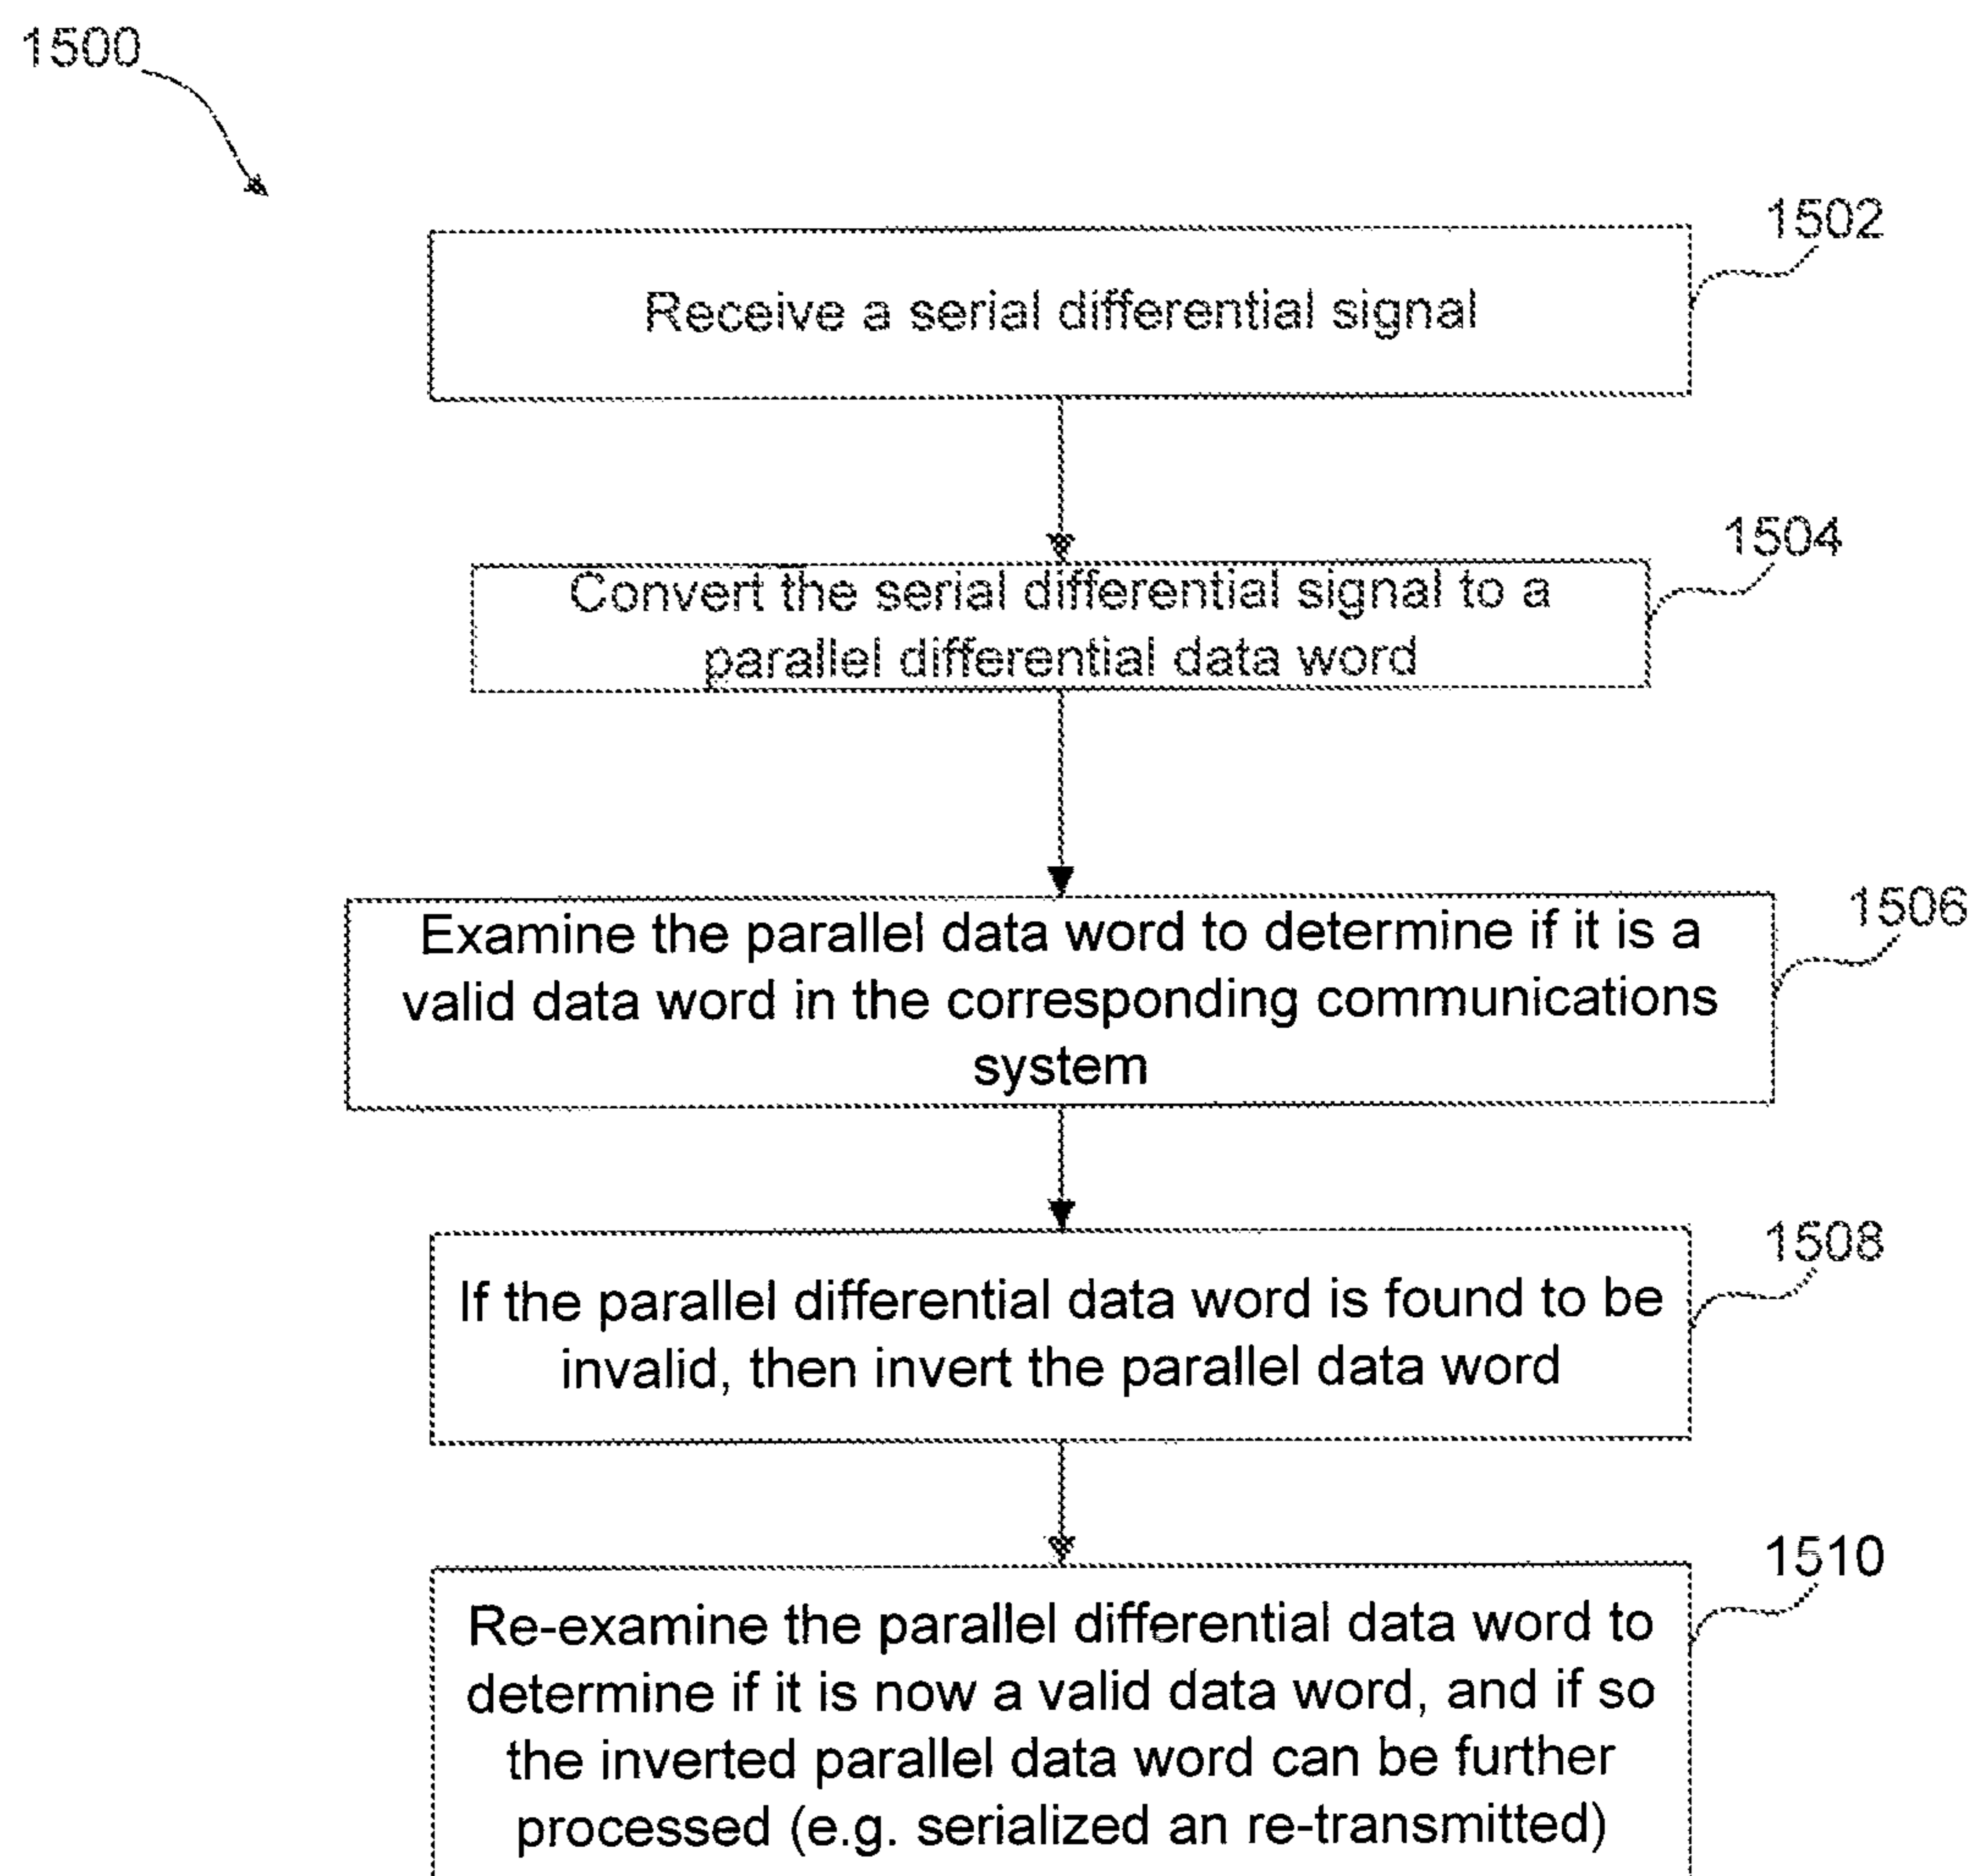 1500
1502
Receive a serial differential signal
1504
Convert the serial differential signal to a
parallel differential data word
1506
Examine the parallel data word to determine if it is a
valid data word in the corresponding communications
system
1508
If the parallel differential data word is found to be
invalid, then invert the parallel data word
1510
Re-examine the parallel differential data word to
determine if it is now a valid data word, and if so
the inverted parallel data word can be further
processed (e.g. serialized an re-transmitted)